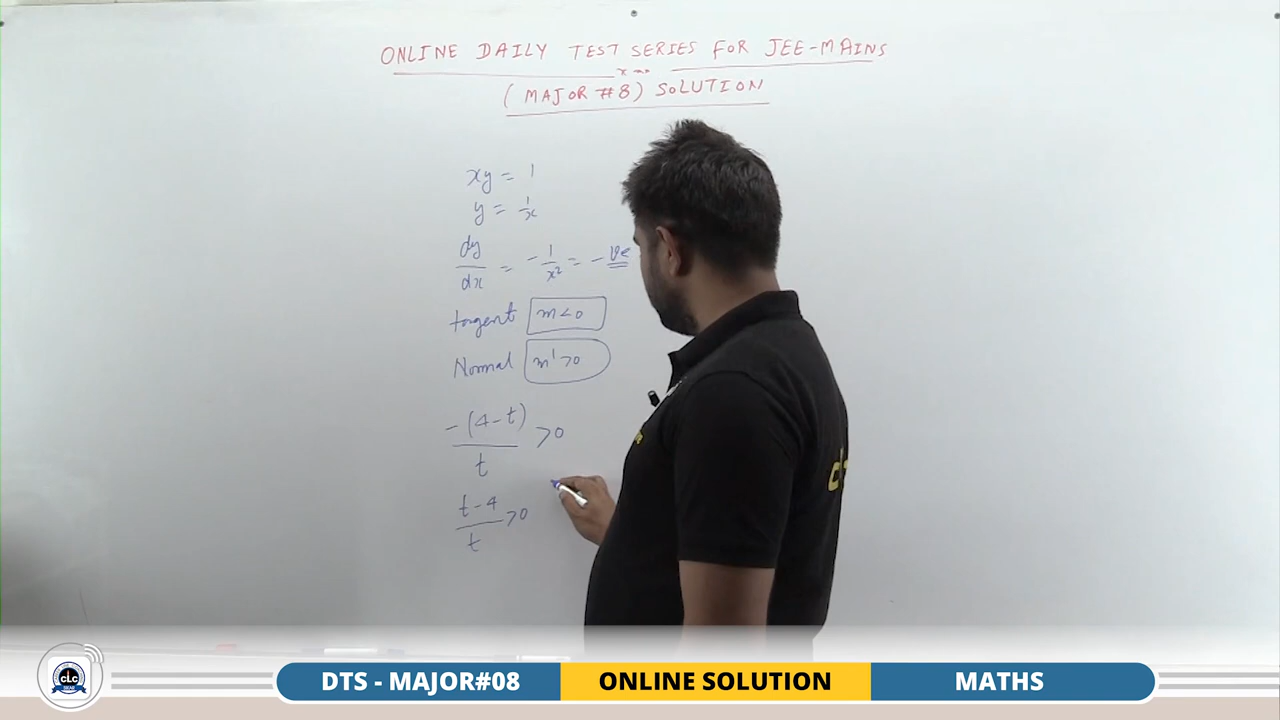 ONLINE DAILY TEST SERIES FOR JEE-MAINS
(MAJOR #8) SOLUTION
xy = 1
y = 1/x
dy/dx = -1/x² = -ve
tangent m<0
Normal m'>0
-(4-t)/t >0
t-4/t >0
CLC
DTS - MAJOR#08
ONLINE SOLUTION
MATHS